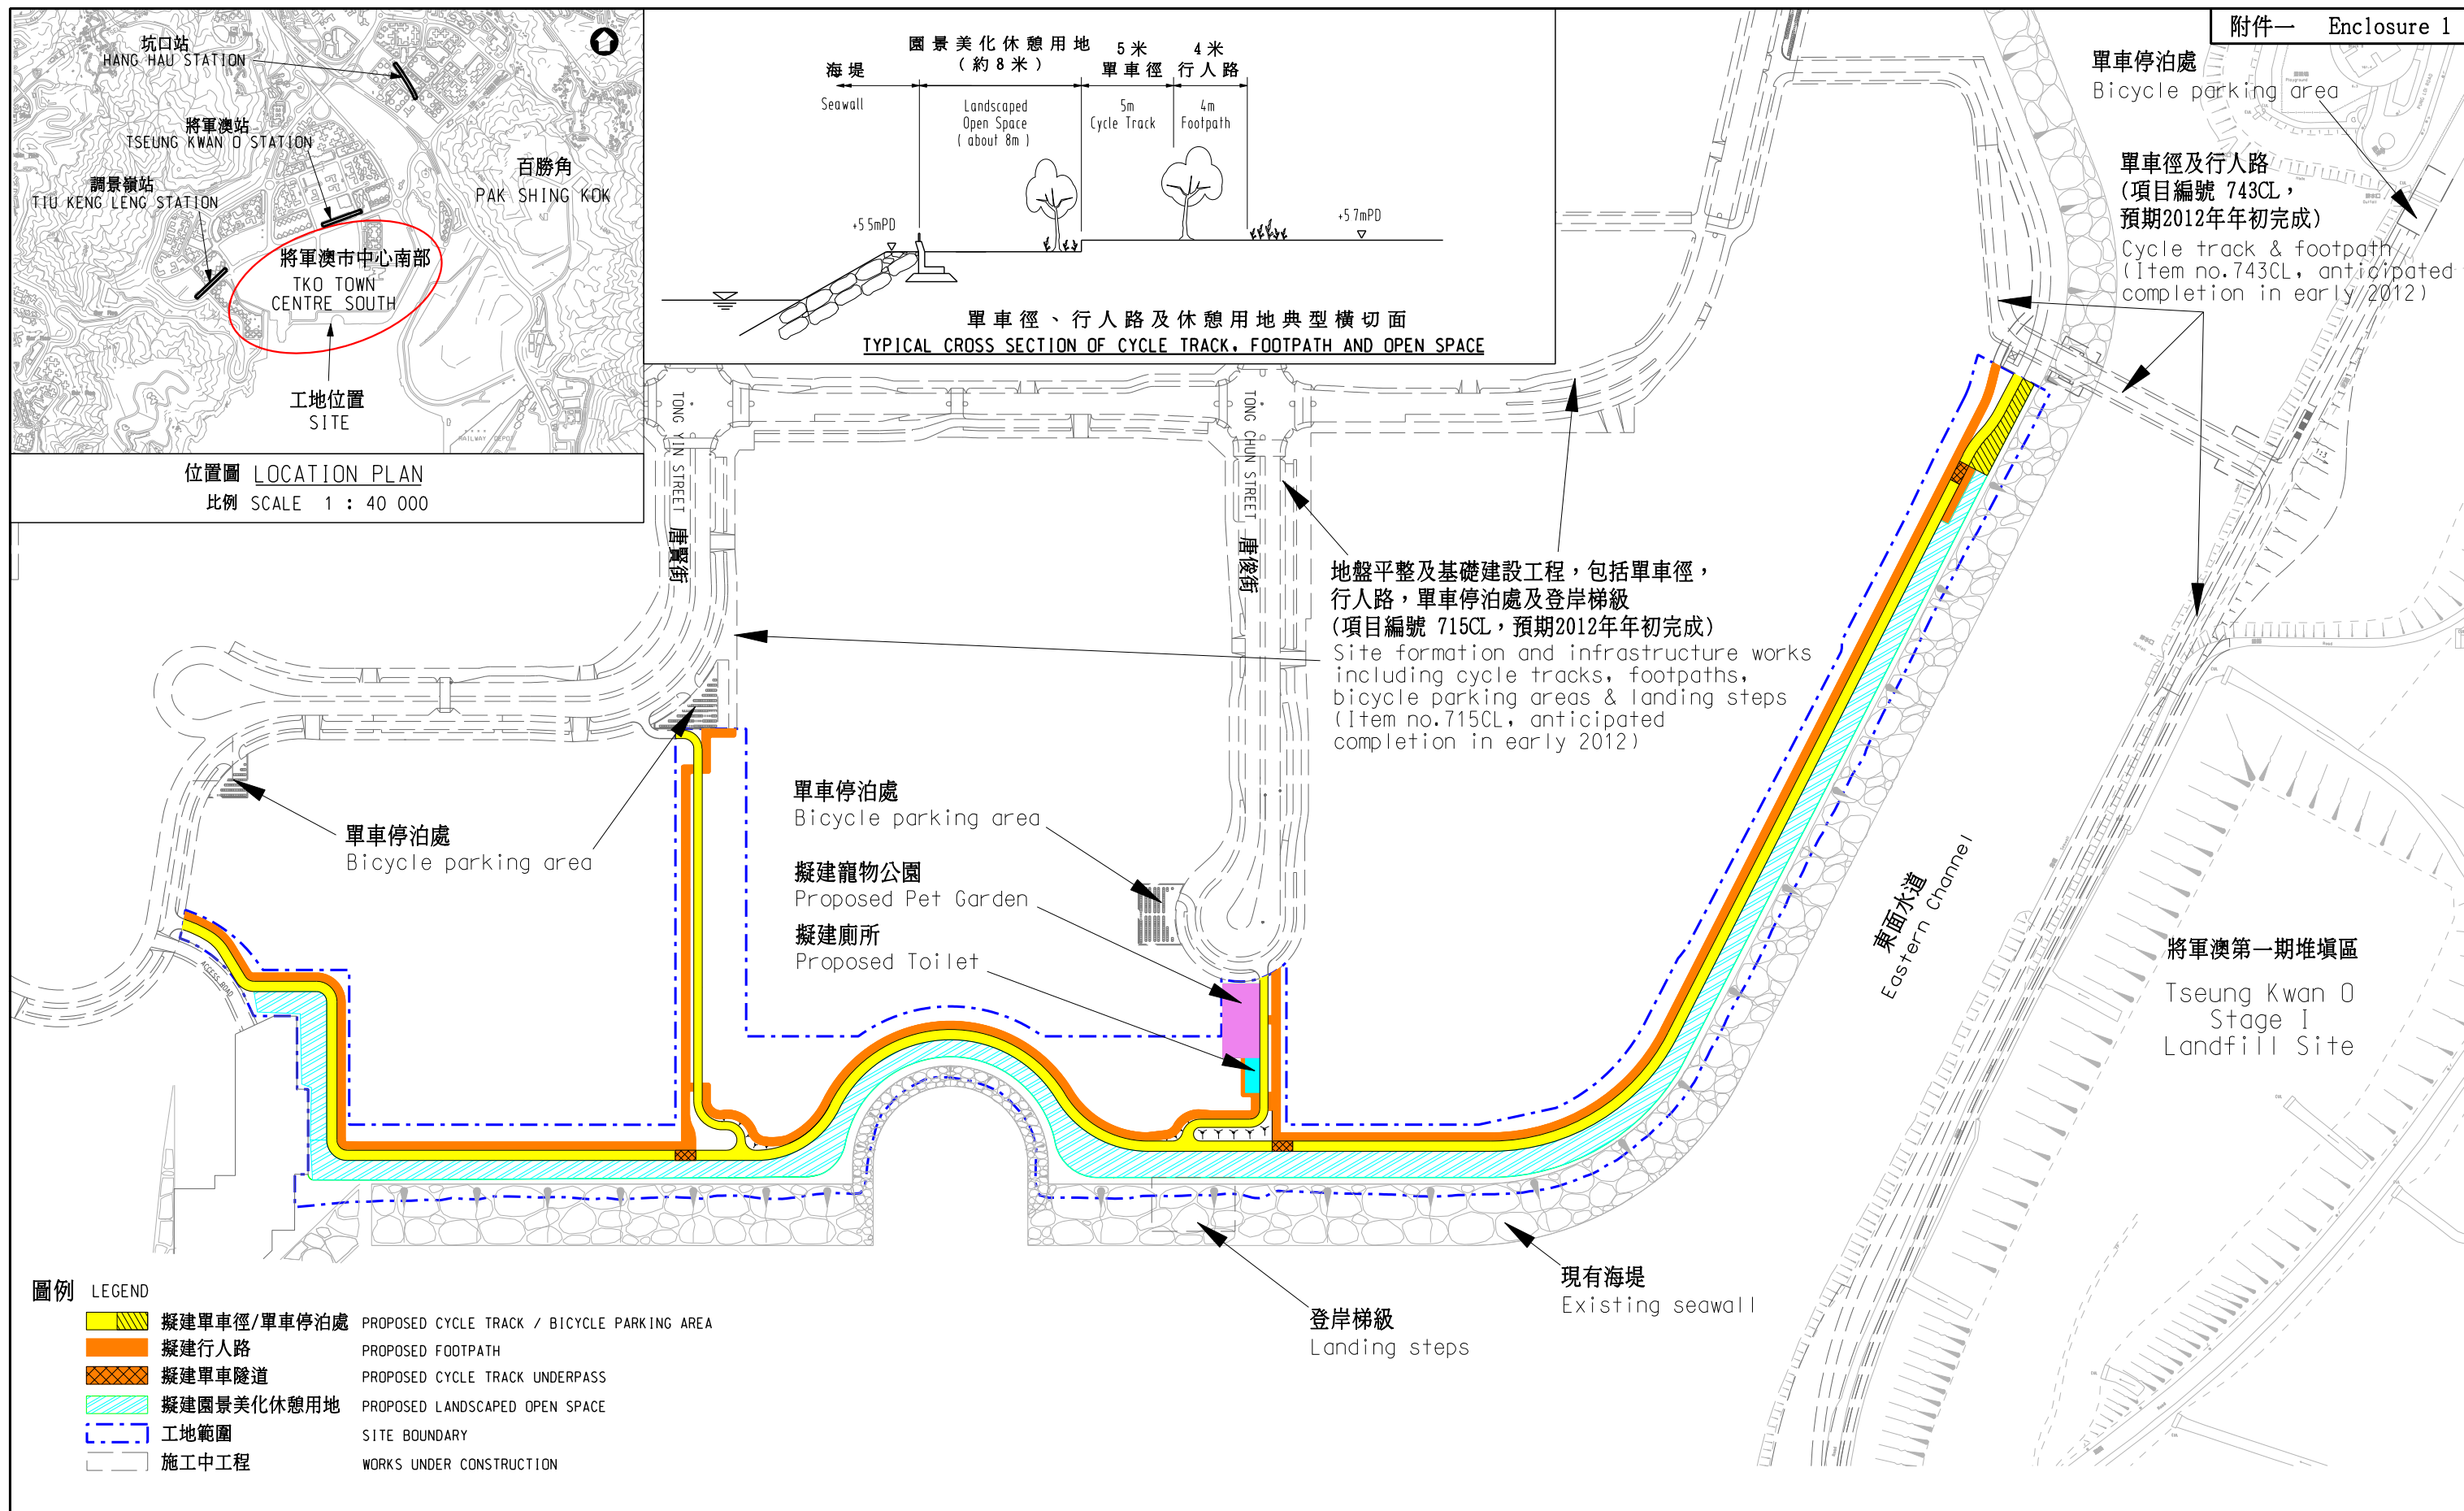 附件一 Enclosure 1
坑口站
HANG HAU STATION
將軍澳站
TSEUNG KWAN O STATION
調景嶺站
TIU KENG LENG STATION
百勝角
PAK SHING KOK
將軍澳市中心南部
TKO TOWN
CENTRE SOUTH
工地位置
SITE
RAILWAY DEPOT
位置圖 LOCATION PLAN
比例 SCALE 1 : 40 000
海堤
Seawall
園景美化休憩用地
(約8米)
Landscaped
Open Space
( about 8m )
5米
單車徑
5m
Cycle Track
4米
行人路
4m
Footpath
+5 5mPD
+5 7mPD
單車徑、行人路及休憩用地典型橫切面
TYPICAL CROSS SECTION OF CYCLE TRACK, FOOTPATH AND OPEN SPACE
單車停泊處
Bicycle parking area
單車徑及行人路
(項目編號 743CL，
預期2012年年初完成)
Cycle track & footpath
(Item no.743CL, anticipated
completion in early 2012)
TONG YIN STREET 唐賢街
TONG CHUN STREET 唐俊街
地盤平整及基礎建設工程，包括單車徑，
行人路，單車停泊處及登岸梯級
(項目編號 715CL，預期2012年年初完成)
Site formation and infrastructure works
including cycle tracks, footpaths,
bicycle parking areas & landing steps
(Item no.715CL, anticipated
completion in early 2012)
單車停泊處
Bicycle parking area
單車停泊處
Bicycle parking area
擬建寵物公園
Proposed Pet Garden
擬建廁所
Proposed Toilet
ACCESS ROAD
東面水道
Eastern Channel
將軍澳第一期堆塡區
Tseung Kwan O
Stage I
Landfill Site
現有海堤
Existing seawall
登岸梯級
Landing steps
圖例 LEGEND
擬建單車徑/單車停泊處 PROPOSED CYCLE TRACK / BICYCLE PARKING AREA
擬建行人路 PROPOSED FOOTPATH
擬建單車隧道 PROPOSED CYCLE TRACK UNDERPASS
擬建園景美化休憩用地 PROPOSED LANDSCAPED OPEN SPACE
工地範圍 SITE BOUNDARY
施工中工程 WORKS UNDER CONSTRUCTION